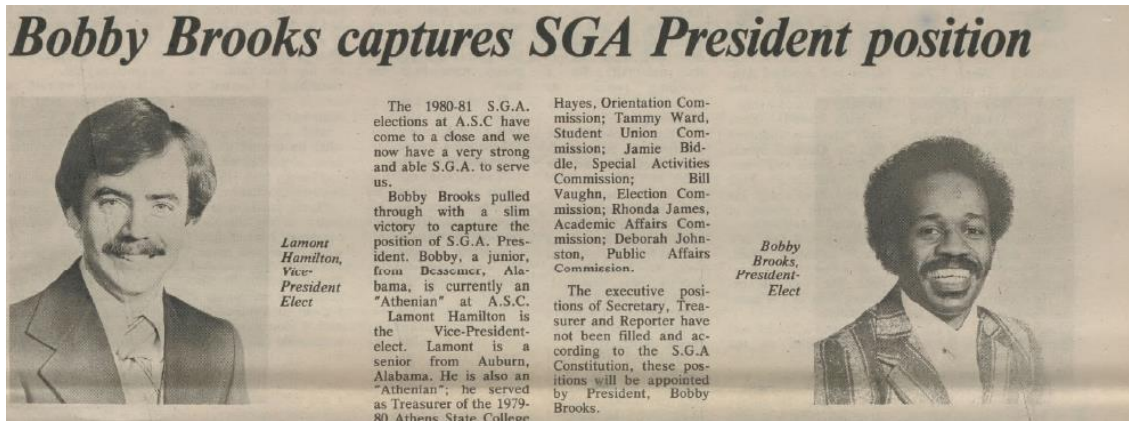 Bobby Brooks captures SGA President position
Lamont
Hamilton,
Vice-
President
Elect
The 1980-81 S.G.A.
elections at A.S.C have
come to a close and we
now have a very strong
and able S.G.A. to serve
us.
Bobby Brooks pulled
through with a slim
victory to capture the
position of S.G.A. Pres-
ident. Bobby, a junior,
from Bessemer, Ala-
bama, is currently an
"Athenian" at A.S.C.
Lamont Hamilton is
the Vice-President-
elect. Lamont is a
senior from Auburn,
Alabama. He is also an
"Athenian"; he served
as Treasurer of the 1979-
80 Athens State College
Hayes, Orientation Com-
mission; Tammy Ward,
Student Union Com-
mission; Jamie Bid-
dle, Special Activities
Commission; Bill
Vaughn, Election Com-
mission; Rhonda James,
Academic Affairs Com-
mission; Deborah John-
ston, Public Affairs
Commission.
The executive posi-
tions of Secretary, Trea-
surer and Reporter have
not been filled and ac-
cording to the S.G.A
Constitution, these pos-
itions will be appointed
by President, Bobby
Brooks.
Bobby
Brooks,
President-
Elect